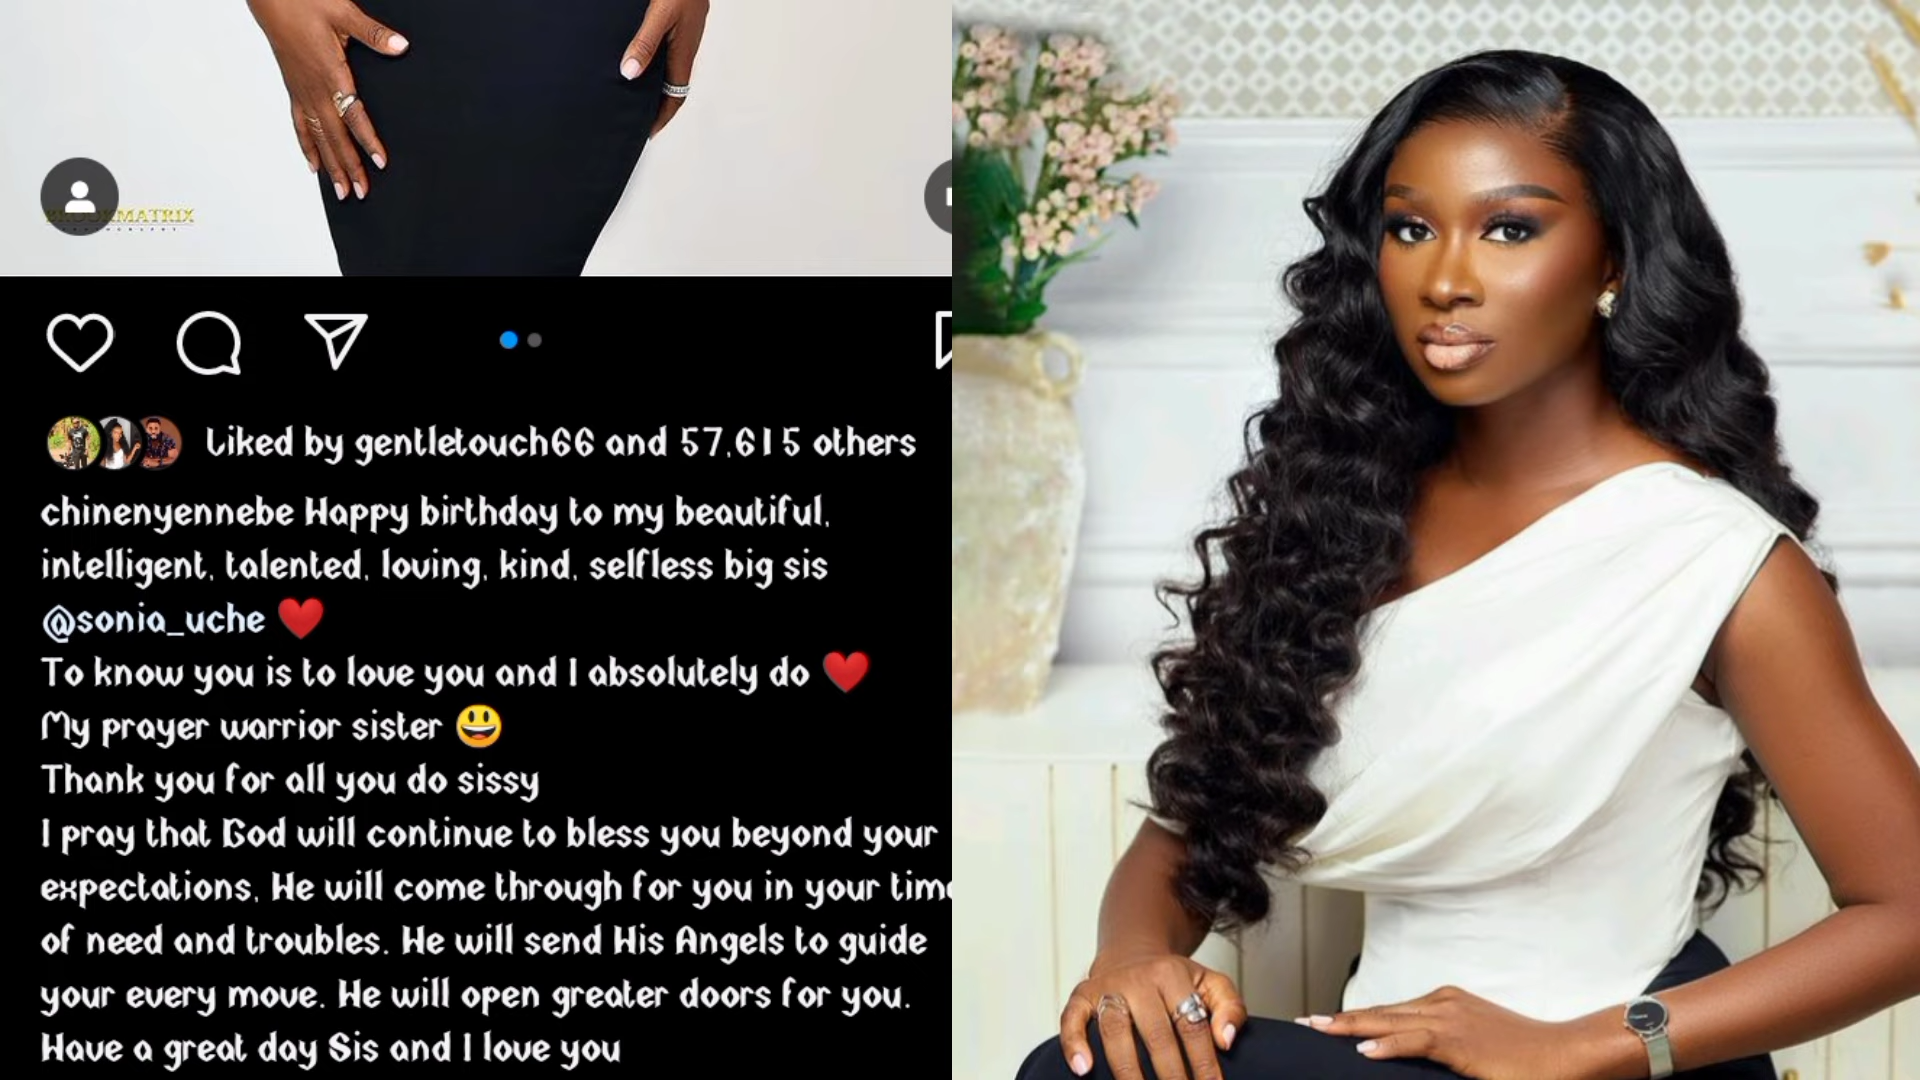 MATRIX
Liked by gentletouch66 and 57,615 others
chinenyennebe Happy birthday to my beautiful,
intelligent, talented, loving, kind, selfless big sis
@sonia_uche ❤️
To know you is to love you and I absolutely do ❤️
My prayer warrior sister 😃
Thank you for all you do sissy
I pray that God will continue to bless you beyond your
expectations, He will come through for you in your time
of need and troubles. He will send His Angels to guide
your every move. He will open greater doors for you.
Have a great day Sis and I love you